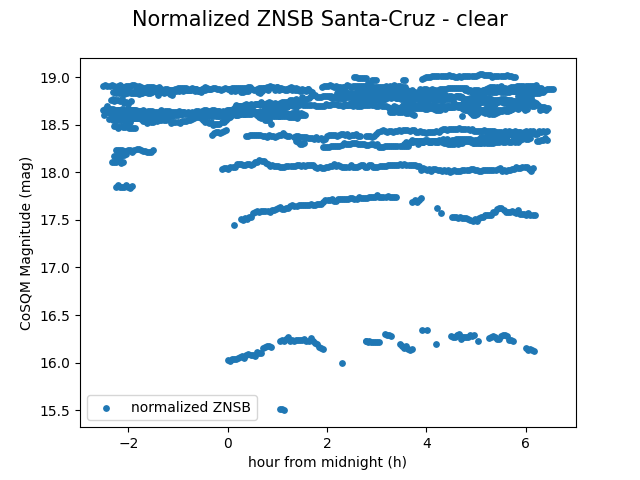 Normalized ZNSB Santa-Cruz - clear
CoSQM Magnitude (mag)
19.0
18.5
18.0
17.5
17.0
16.5
16.0
15.5
normalized ZNSB
−2 0 2 4 6
hour from midnight (h)